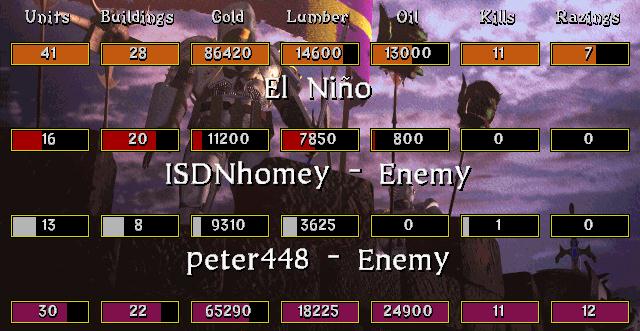 Units Buildings Gold Lumber Oil Kills Razings
41 28 86420 14600 13000 11 7
El Niño
16 20 11200 7850 800 0 0
ISDNhomey - Enemy
13 8 9310 3625 0 1 0
peter448 - Enemy
30 22 65290 18225 24900 11 12